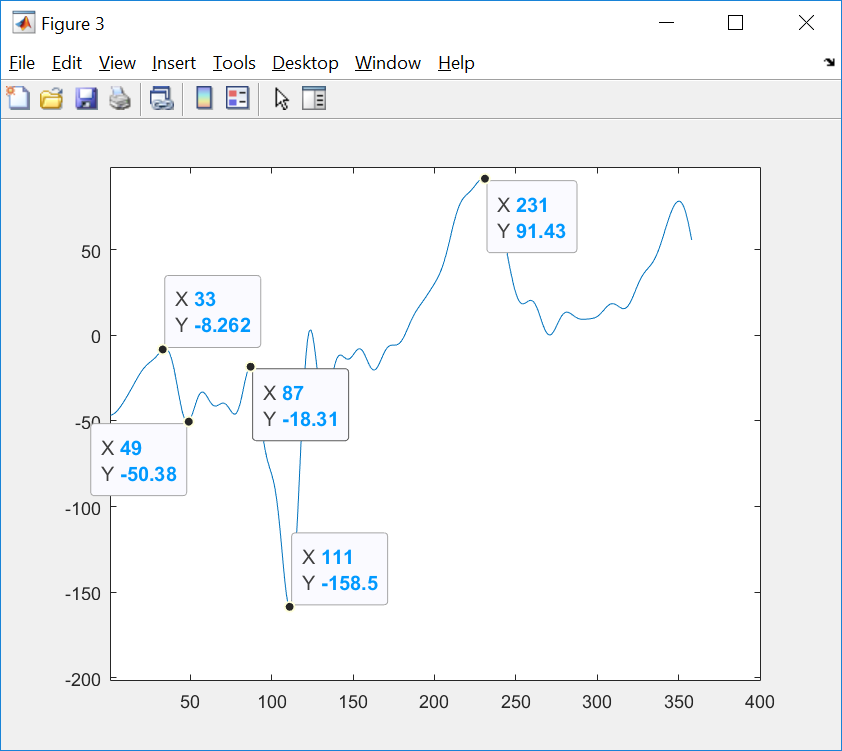 Figure 3
File Edit View Insert Tools Desktop Window Help
50
0
-50
-100
-150
-200
X 33
Y -8.262
X 49
Y -50.38
X 87
Y -18.31
X 111
Y -158.5
X 231
Y 91.43
50 100 150 200 250 300 350 400